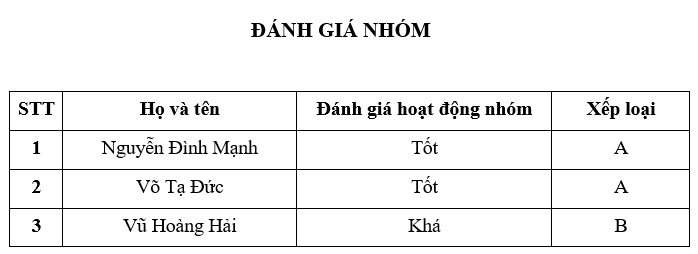 ĐÁNH GIÁ NHÓM
STT Họ và tên Đánh giá hoạt động nhóm Xếp loại
1 Nguyễn Đình Mạnh Tốt A
2 Võ Tạ Đức Tốt A
3 Vũ Hoàng Hải Khá B